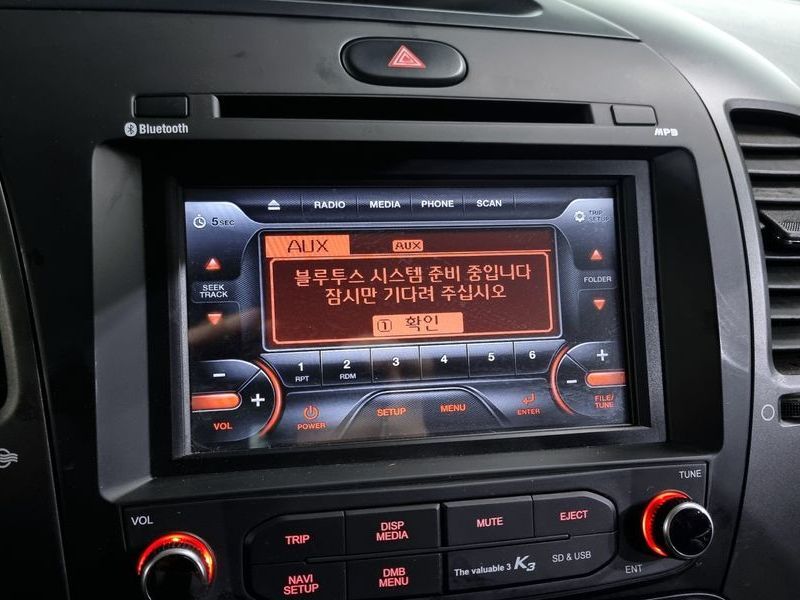 Bluetooth
MP3
5 SEC
RADIO MEDIA PHONE SCAN
TRIP
SETUP
AUX AUX
블루투스 시스템 준비 중입니다
잠시만 기다려 주십시오
① 확인
SEEK
TRACK
FOLDER
1 2 3 4 5 6
RPT RDM
− +
VOL
POWER
SETUP
MENU
ENTER
− +
FILE/
TUNE
VOL
TUNE
TRIP
DISP
MEDIA
MUTE
EJECT
NAVI
SETUP
DMB
MENU
The valuable 3 K3
SD & USB
ENT